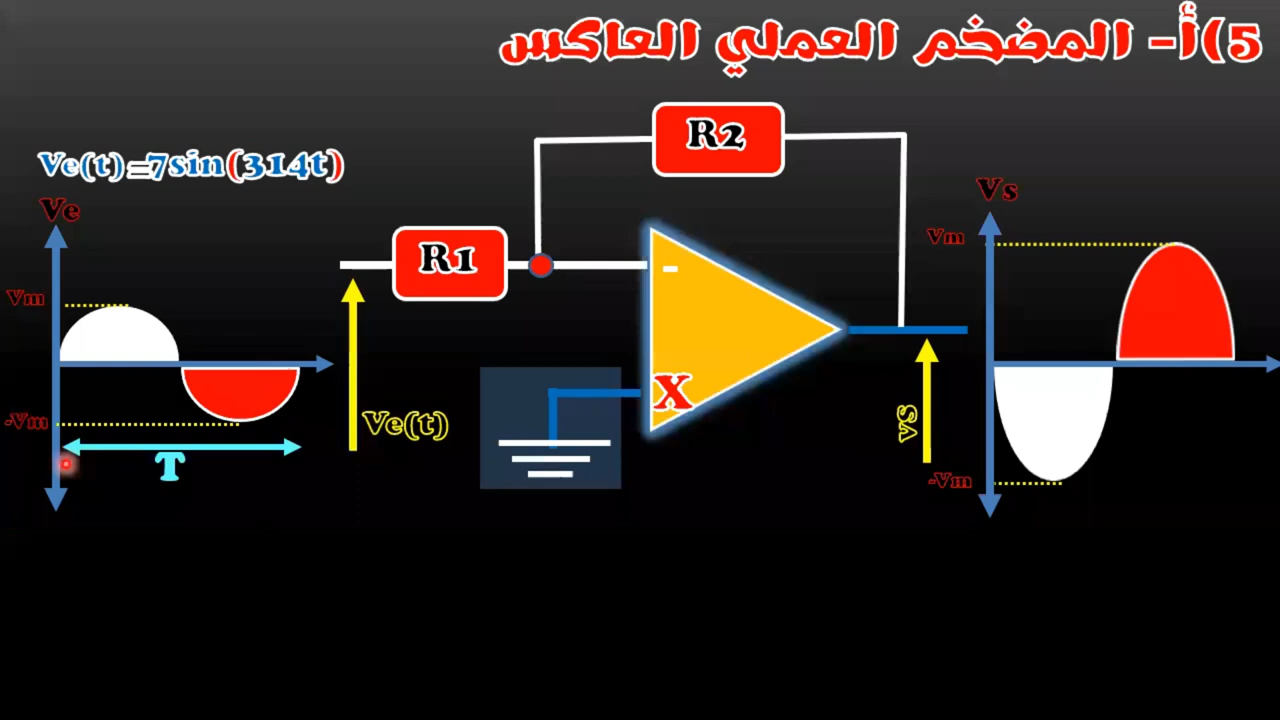 5)أ- المضخم العملي العاكس
R2
Ve(t)=7sin(314t)
Ve
Vs
Vm
R1
-
Vm
X
-Vm
Ve(t)
vs
T
-Vm